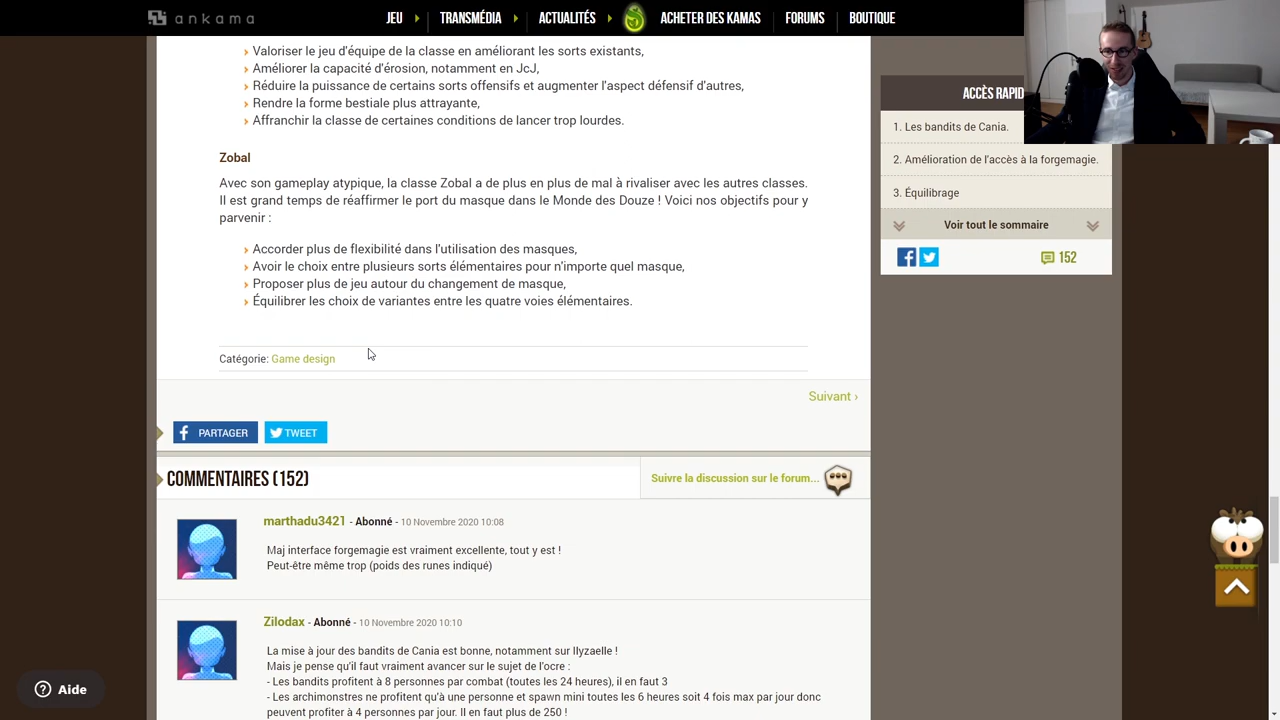 ankama
JEU
TRANSMÉDIA
ACTUALITÉS
ACHETER DES KAMAS
FORUMS
BOUTIQUE
Valoriser le jeu d'équipe de la classe en améliorant les sorts existants,
Améliorer la capacité d'érosion, notamment en JcJ,
Réduire la puissance de certains sorts offensifs et augmenter l'aspect défensif d'autres,
Rendre la forme bestiale plus attrayante,
Affranchir la classe de certaines conditions de lancer trop lourdes.
Zobal
Avec son gameplay atypique, la classe Zobal a de plus en plus de mal à rivaliser avec les autres classes.
Il est grand temps de réaffirmer le port du masque dans le Monde des Douze ! Voici nos objectifs pour y
parvenir :
Accorder plus de flexibilité dans l'utilisation des masques,
Avoir le choix entre plusieurs sorts élémentaires pour n'importe quel masque,
Proposer plus de jeu autour du changement de masque,
Équilibrer les choix de variantes entre les quatre voies élémentaires.
Catégorie: Game design
Suivant ›
PARTAGER
TWEET
COMMENTAIRES (152)
Suivre la discussion sur le forum...
marthadu3421 - Abonné - 10 Novembre 2020 10:08
Maj interface forgemagie est vraiment excellente, tout y est !
Peut-être même trop (poids des runes indiqué)
Zilodax - Abonné - 10 Novembre 2020 10:10
La mise à jour des bandits de Cania est bonne, notamment sur Ilyzaelle !
Mais je pense qu'il faut vraiment avancer sur le sujet de l'ocre :
- Les bandits profitent à 8 personnes par combat (toutes les 24 heures), il en faut 3
- Les archimonstres ne profitent qu'à une personne et spawn mini toutes les 6 heures soit 4 fois max par jour donc
peuvent profiter à 4 personnes par jour. Il en faut plus de 250 !
ACCÈS RAPID
1. Les bandits de Cania.
2. Amélioration de l'accès à la forgemagie.
3. Équilibrage
Voir tout le sommaire
152
Aide